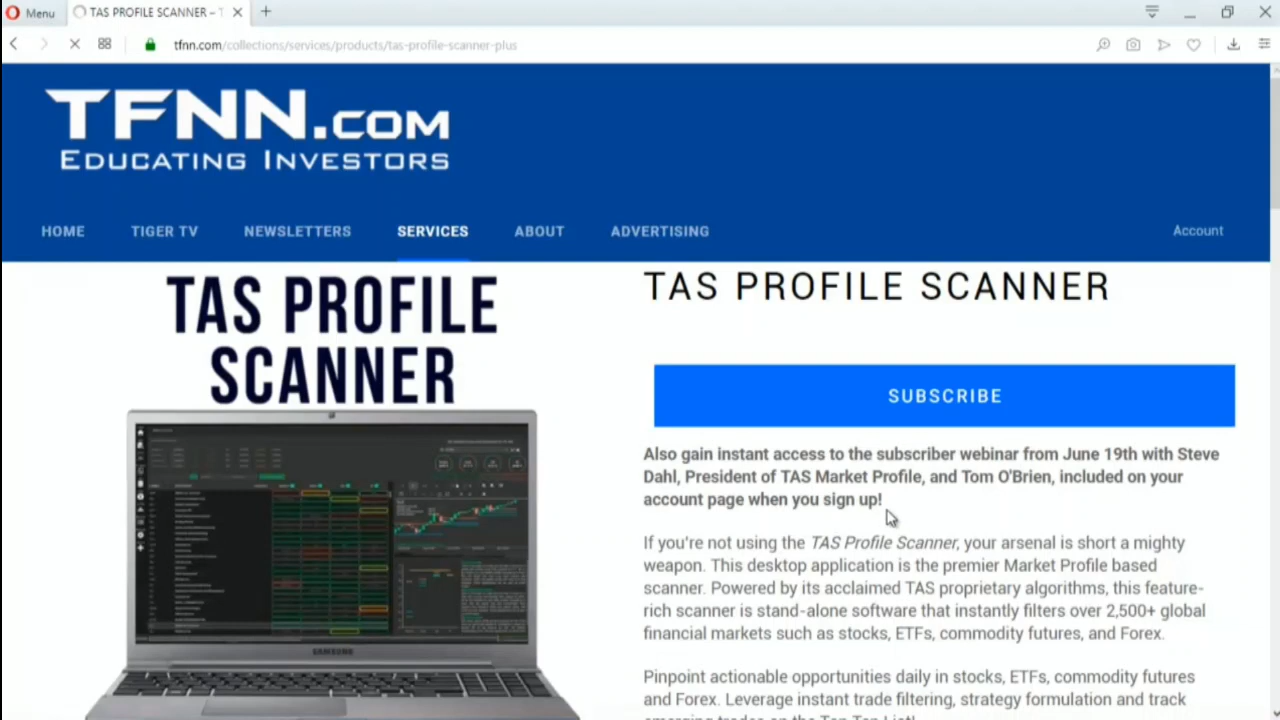 Menu
TAS PROFILE SCANNER – T
tfnn.com/collections/services/products/tas-profile-scanner-plus
TFNN.COM
EDUCATING INVESTORS
HOME TIGER TV NEWSLETTERS SERVICES ABOUT ADVERTISING Account
TAS PROFILE
SCANNER
SAMSUNG
TAS PROFILE SCANNER
SUBSCRIBE
Also gain instant access to the subscriber webinar from June 19th with Steve
Dahl, President of TAS Market Profile, and Tom O'Brien, included on your
account page when you sign up!
If you're not using the TAS Profile Scanner, your arsenal is short a mighty
weapon. This desktop application is the premier Market Profile based
scanner. Powered by its acclaimed TAS proprietary algorithms, this feature-
rich scanner is stand-alone software that instantly filters over 2,500+ global
financial markets such as stocks, ETFs, commodity futures, and Forex.
Pinpoint actionable opportunities daily in stocks, ETFs, commodity futures
and Forex. Leverage instant trade filtering, strategy formulation and track
emerging trades on the Top Ten List!